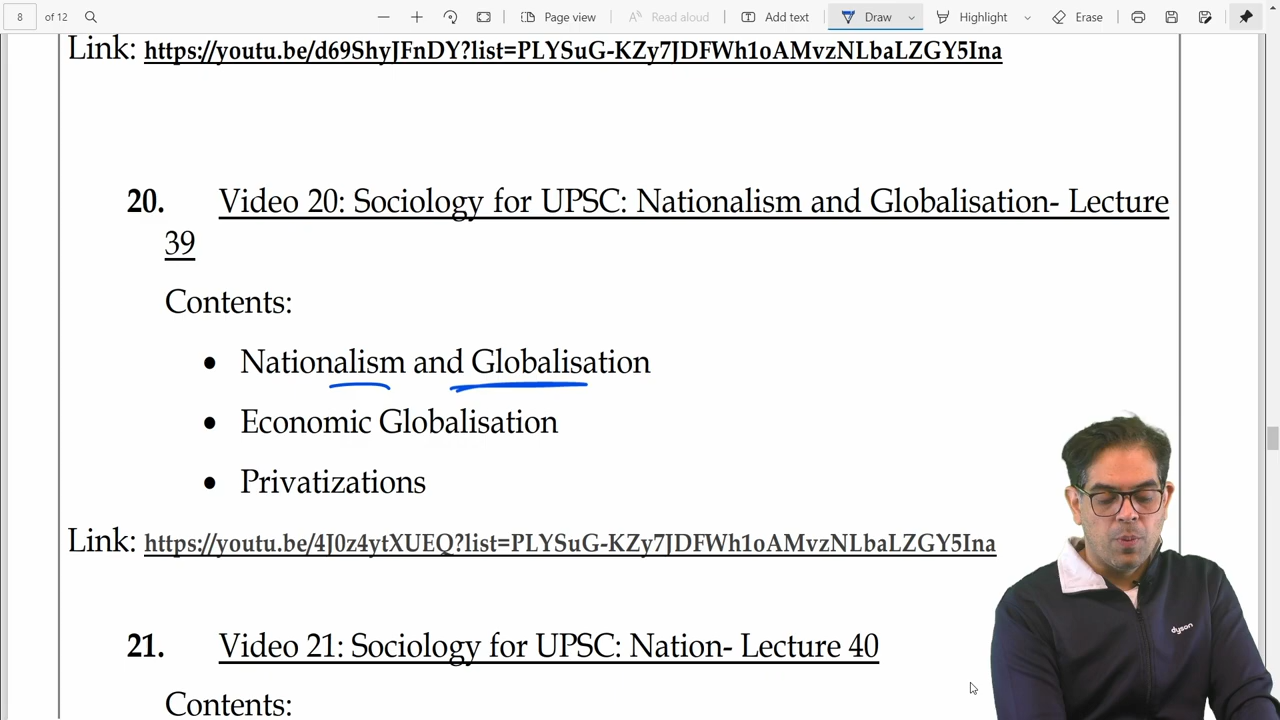 8 of 12 Page view Read aloud Add text Draw Highlight Erase
Link: https://youtu.be/d69ShyJFnDY?list=PLYSuG-KZy7JDFWh1oAMvzNLbaLZGY5Ina
20. Video 20: Sociology for UPSC: Nationalism and Globalisation- Lecture
39
Contents:
• Nationalism and Globalisation
• Economic Globalisation
• Privatizations
Link: https://youtu.be/4J0z4ytXUEQ?list=PLYSuG-KZy7JDFWh1oAMvzNLbaLZGY5Ina
21. Video 21: Sociology for UPSC: Nation- Lecture 40
Contents:
dyson